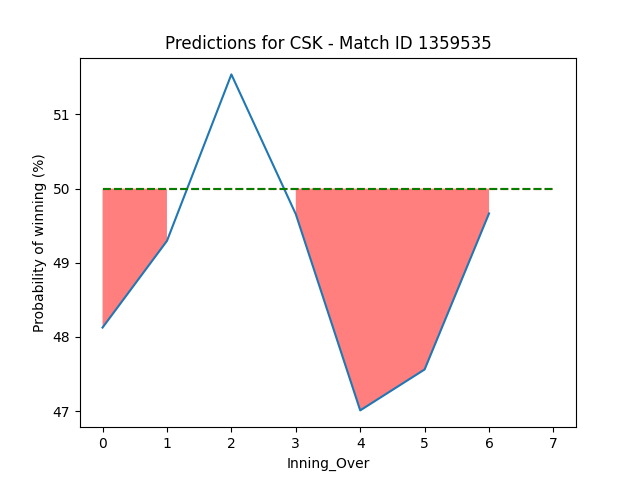 Predictions for CSK - Match ID 1359535
Probability of winning (%)
51
50
49
48
47
0 1 2 3 4 5 6 7
Inning_Over